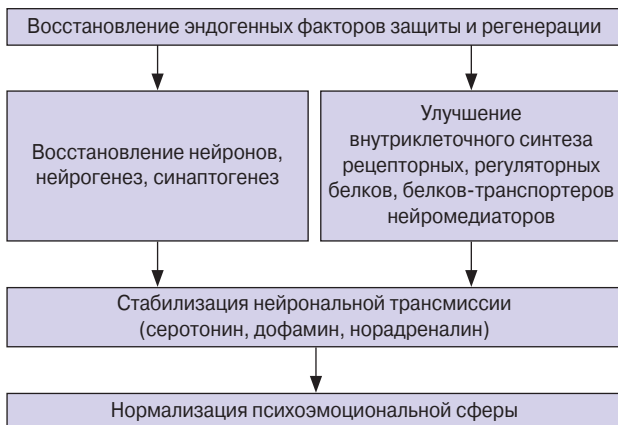 Восстановление эндогенных факторов защиты и регенерации
Восстановление нейронов,
нейрогенез, синаптогенез
Улучшение
внутриклеточного синтеза
рецепторных, регуляторных
белков, белков-транспортеров
нейромедиаторов
Стабилизация нейрональной трансмиссии
(серотонин, дофамин, норадреналин)
Нормализация психоэмоциональной сферы